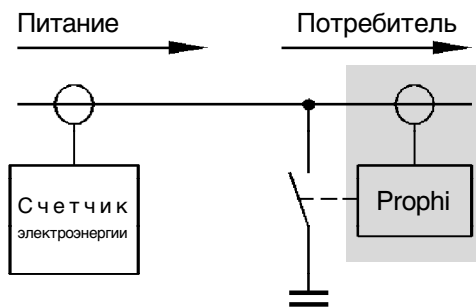 Питание
Потребитель
Счетчик
электроэнергии
Prophi